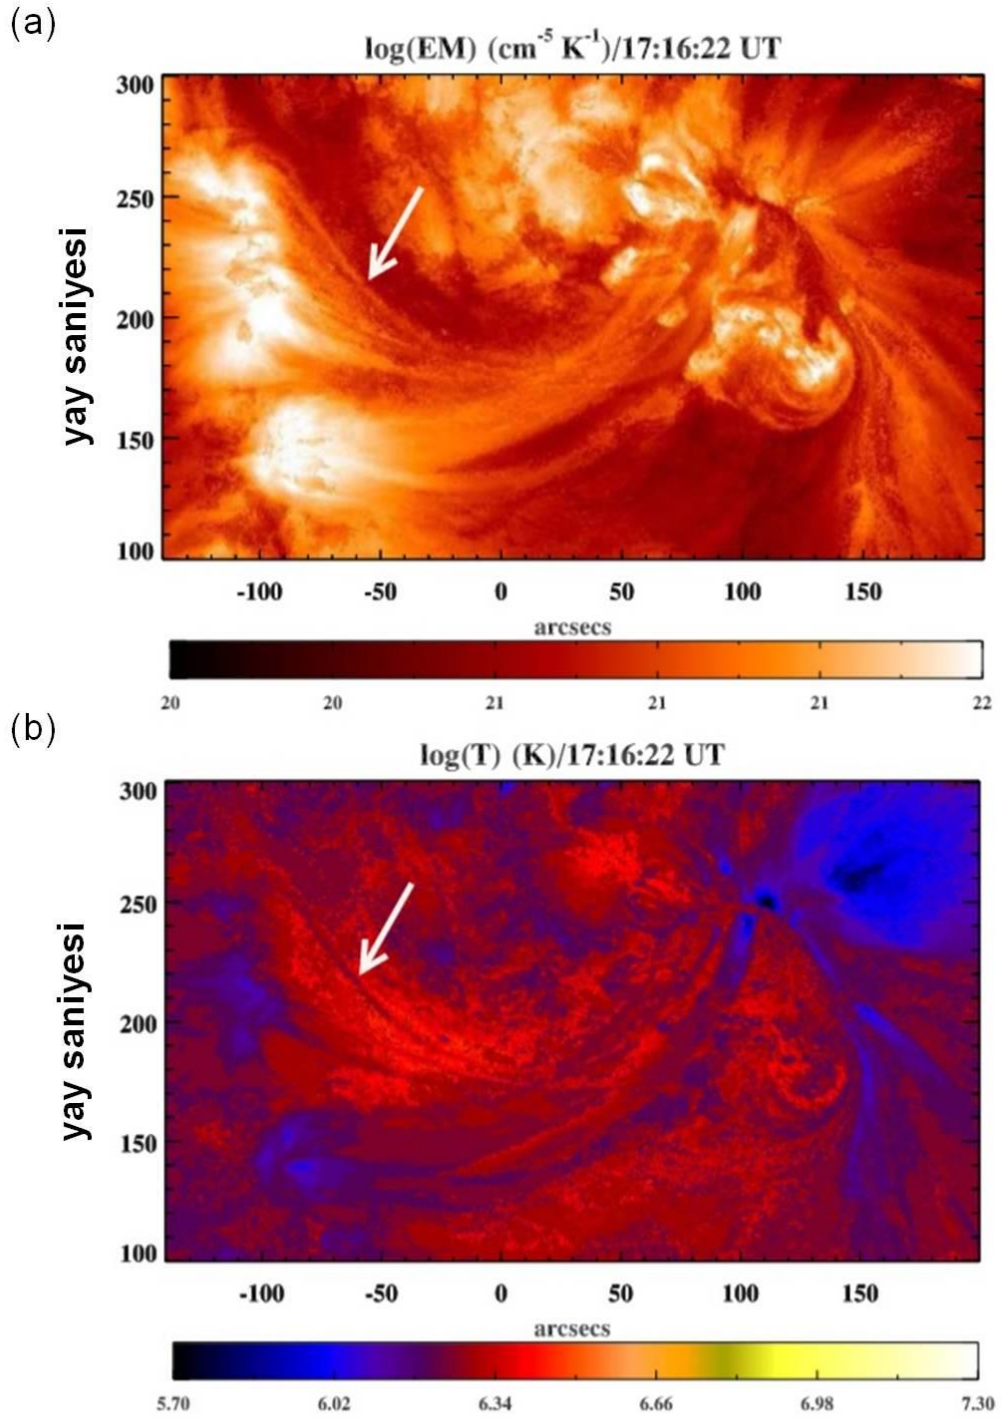 (a)
log(EM) (cm⁻⁵ K⁻¹)/17:16:22 UT
300
250
200
150
100
yay saniyesi
-100 -50 0 50 100 150
arcsecs
20 20 21 21 21 22
(b)
log(T) (K)/17:16:22 UT
300
250
200
150
100
yay saniyesi
-100 -50 0 50 100 150
arcsecs
5.70 6.02 6.34 6.66 6.98 7.30